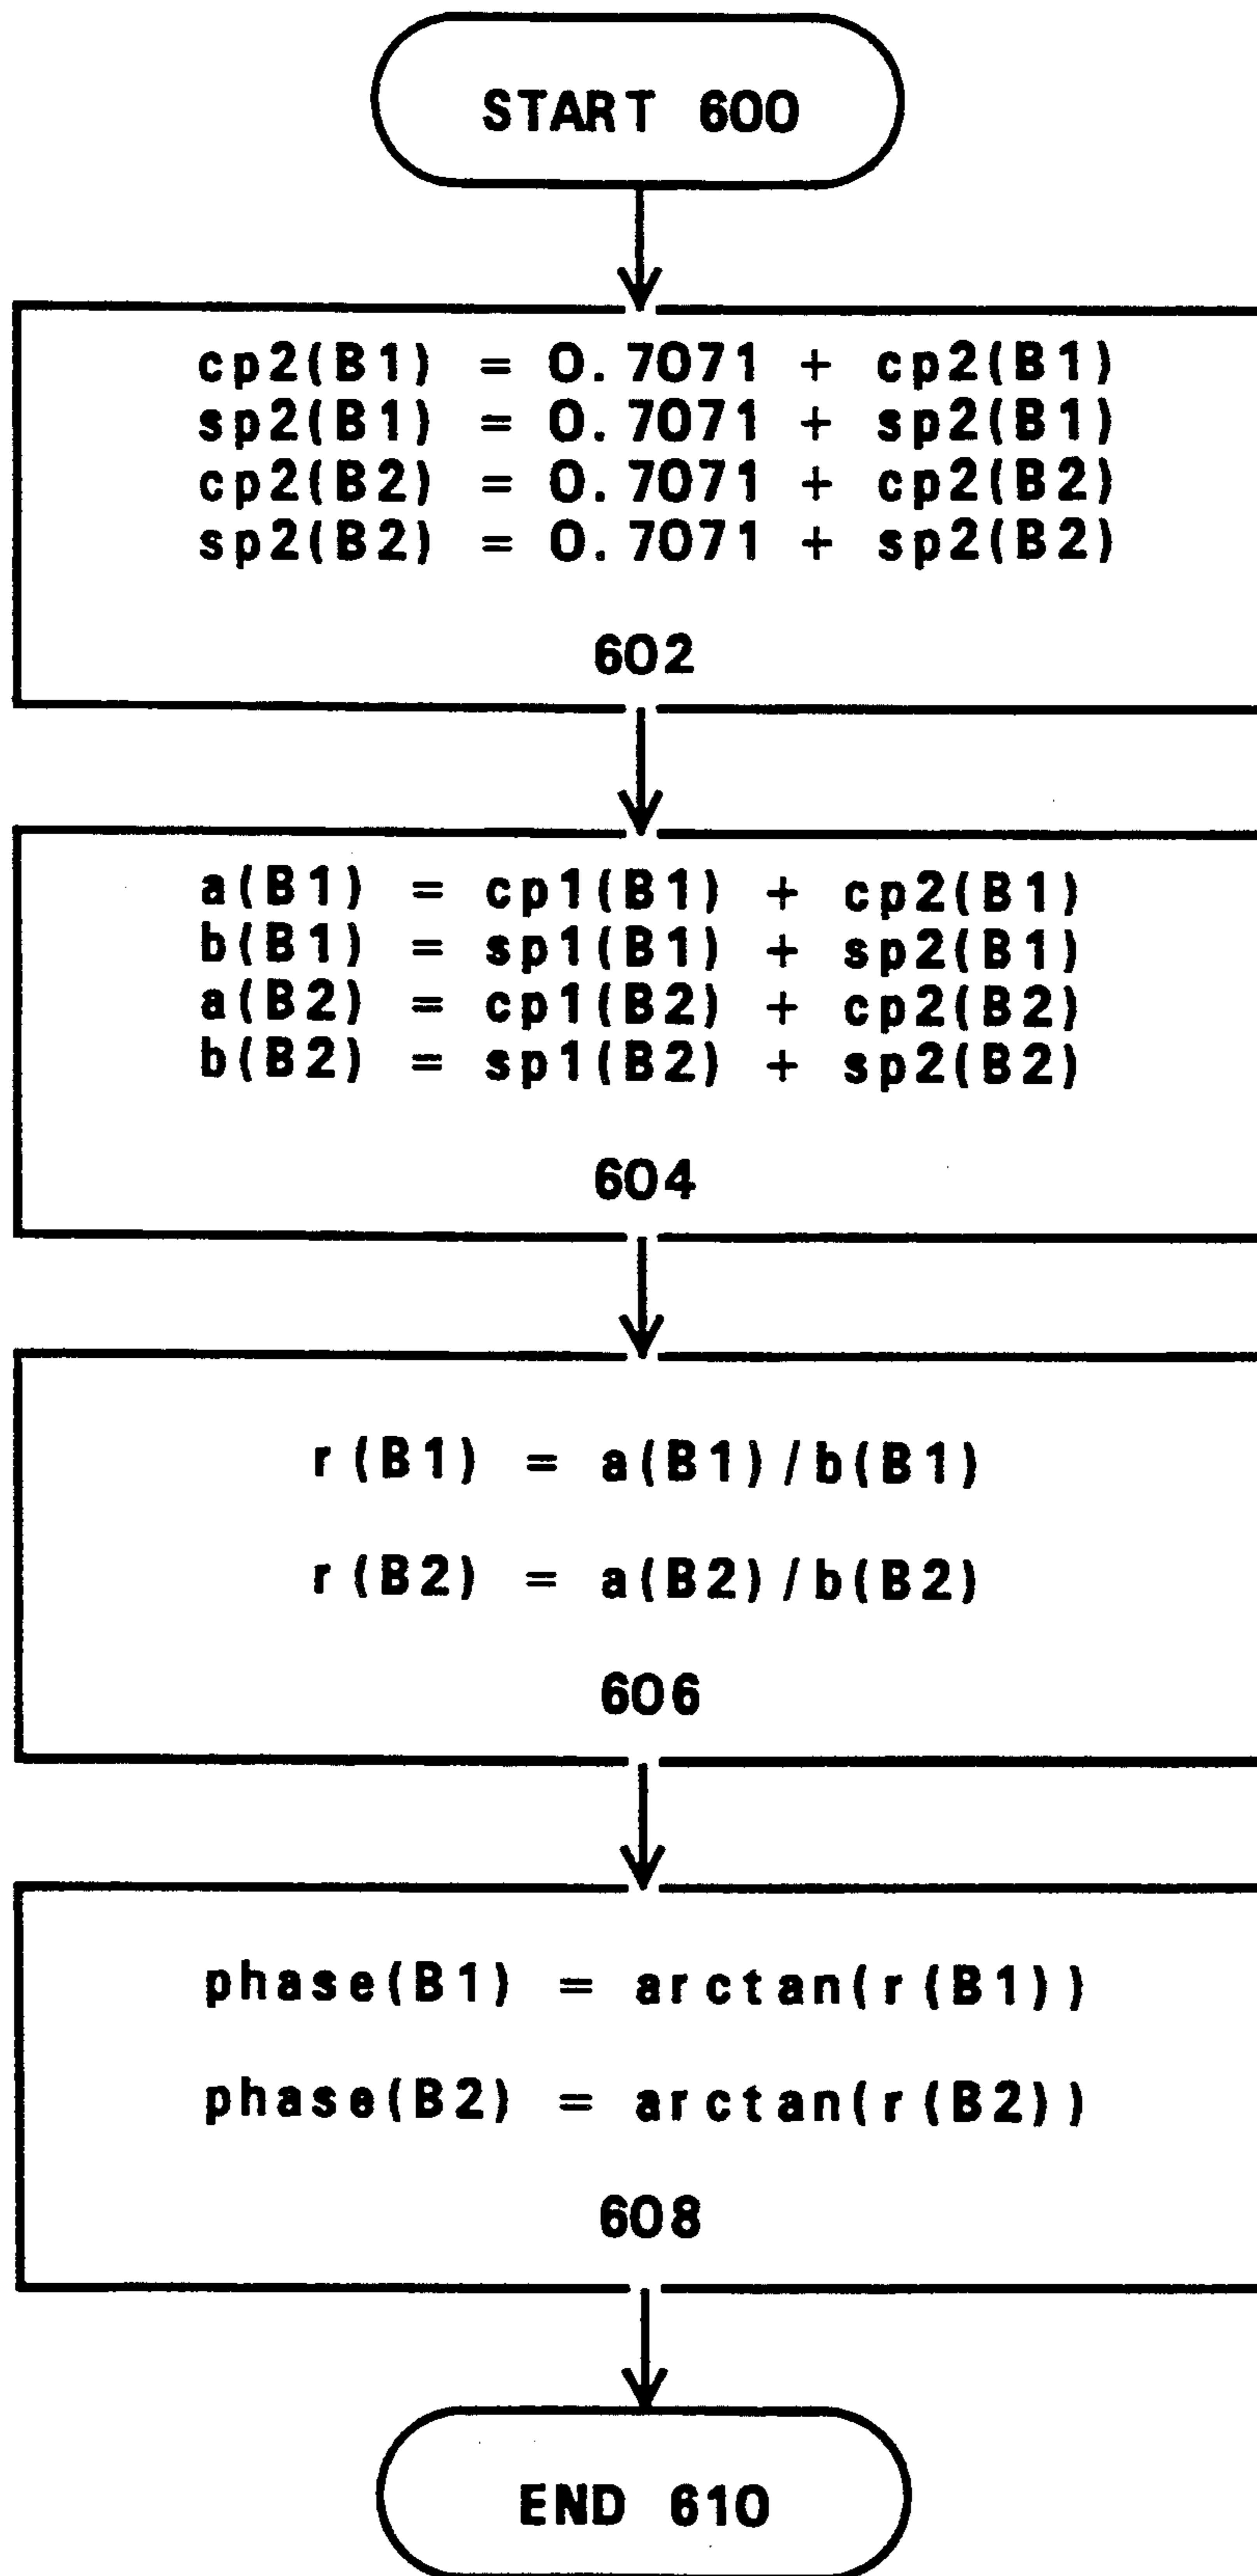 START 600
cp2(B1) = 0.7071 + cp2(B1)
sp2(B1) = 0.7071 + sp2(B1)
cp2(B2) = 0.7071 + cp2(B2)
sp2(B2) = 0.7071 + sp2(B2)
602
a(B1) = cp1(B1) + cp2(B1)
b(B1) = sp1(B1) + sp2(B1)
a(B2) = cp1(B2) + cp2(B2)
b(B2) = sp1(B2) + sp2(B2)
604
r(B1) = a(B1)/b(B1)
r(B2) = a(B2)/b(B2)
606
phase(B1) = arctan(r(B1))
phase(B2) = arctan(r(B2))
608
END 610